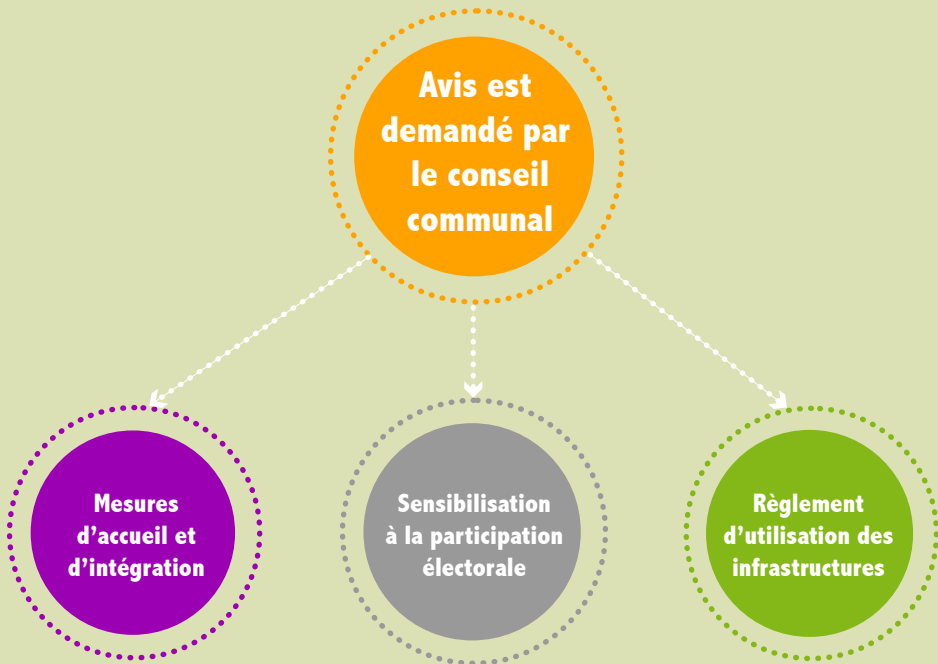 Avis est
demandé par
le conseil
communal
Mesures
d'accueil et
d'intégration
Sensibilisation
à la participation
électorale
Règlement
d'utilisation des
infrastructures